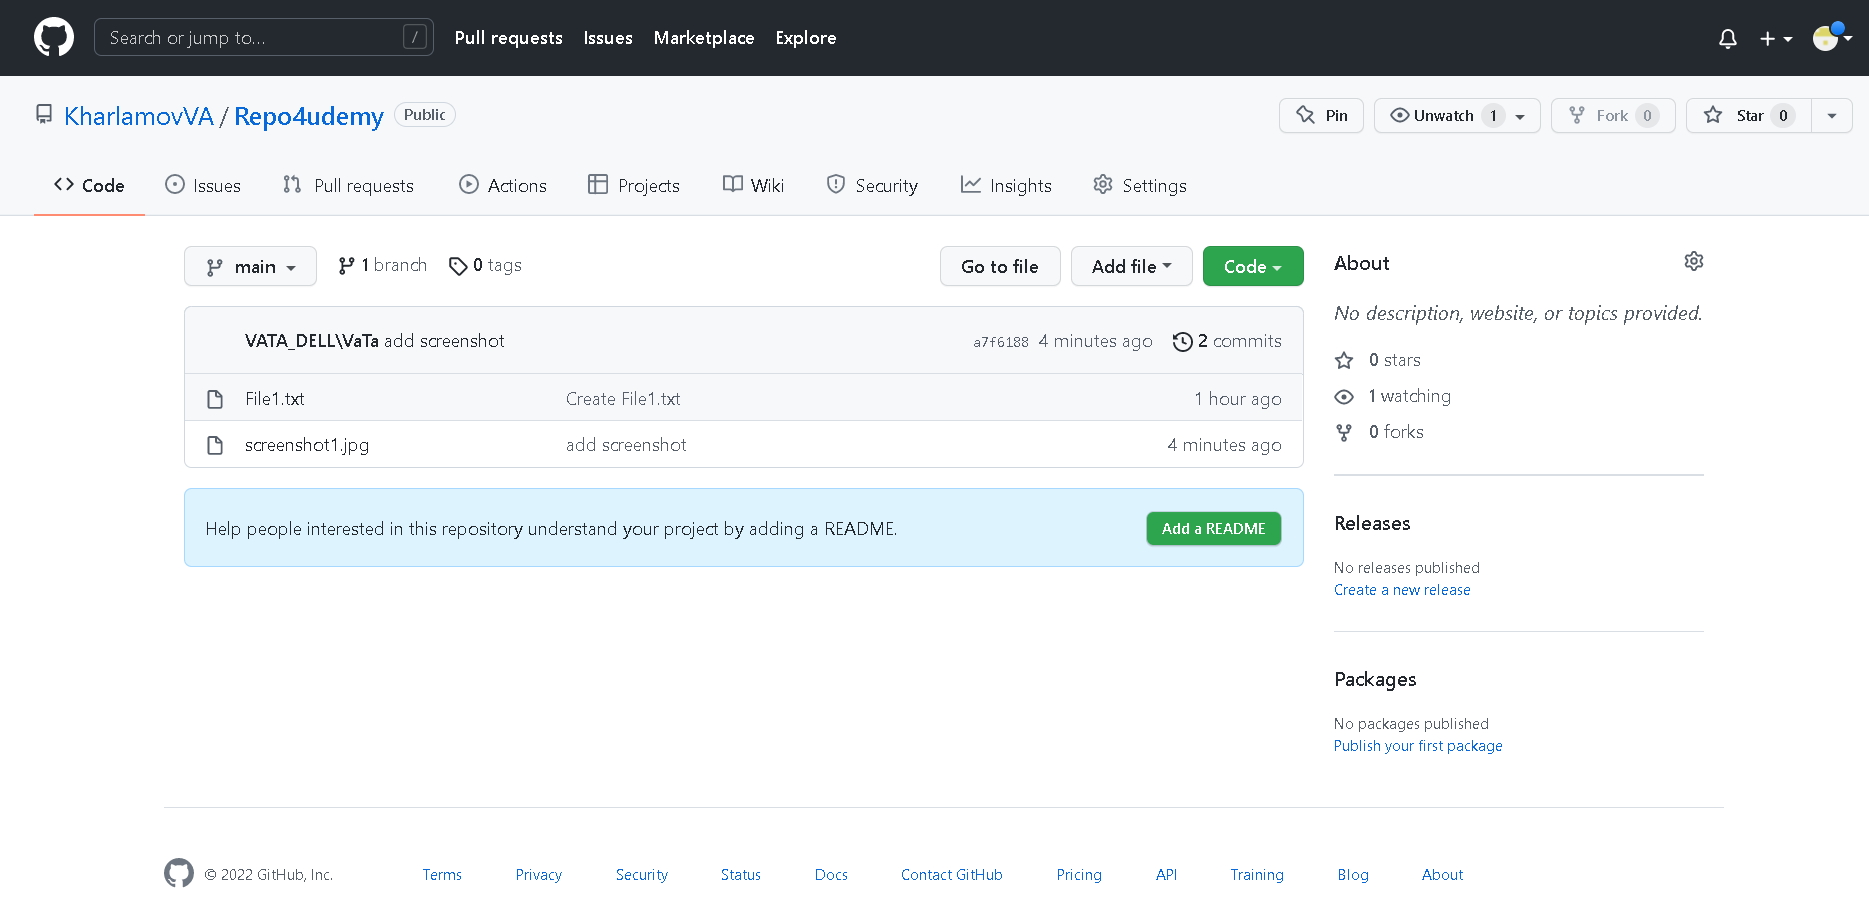 Search or jump to... /
Pull requests Issues Marketplace Explore
KharlamovVA / Repo4udemy Public
Pin Unwatch 1 Fork 0 Star 0
Code Issues Pull requests Actions Projects Wiki Security Insights Settings
main 1 branch 0 tags
Go to file Add file Code
VATA_DELL\VaTa add screenshot a7f6188 4 minutes ago 2 commits
File1.txt Create File1.txt 1 hour ago
screenshot1.jpg add screenshot 4 minutes ago
Help people interested in this repository understand your project by adding a README. Add a README
About
No description, website, or topics provided.
0 stars
1 watching
0 forks
Releases
No releases published
Create a new release
Packages
No packages published
Publish your first package
© 2022 GitHub, Inc. Terms Privacy Security Status Docs Contact GitHub Pricing API Training Blog About